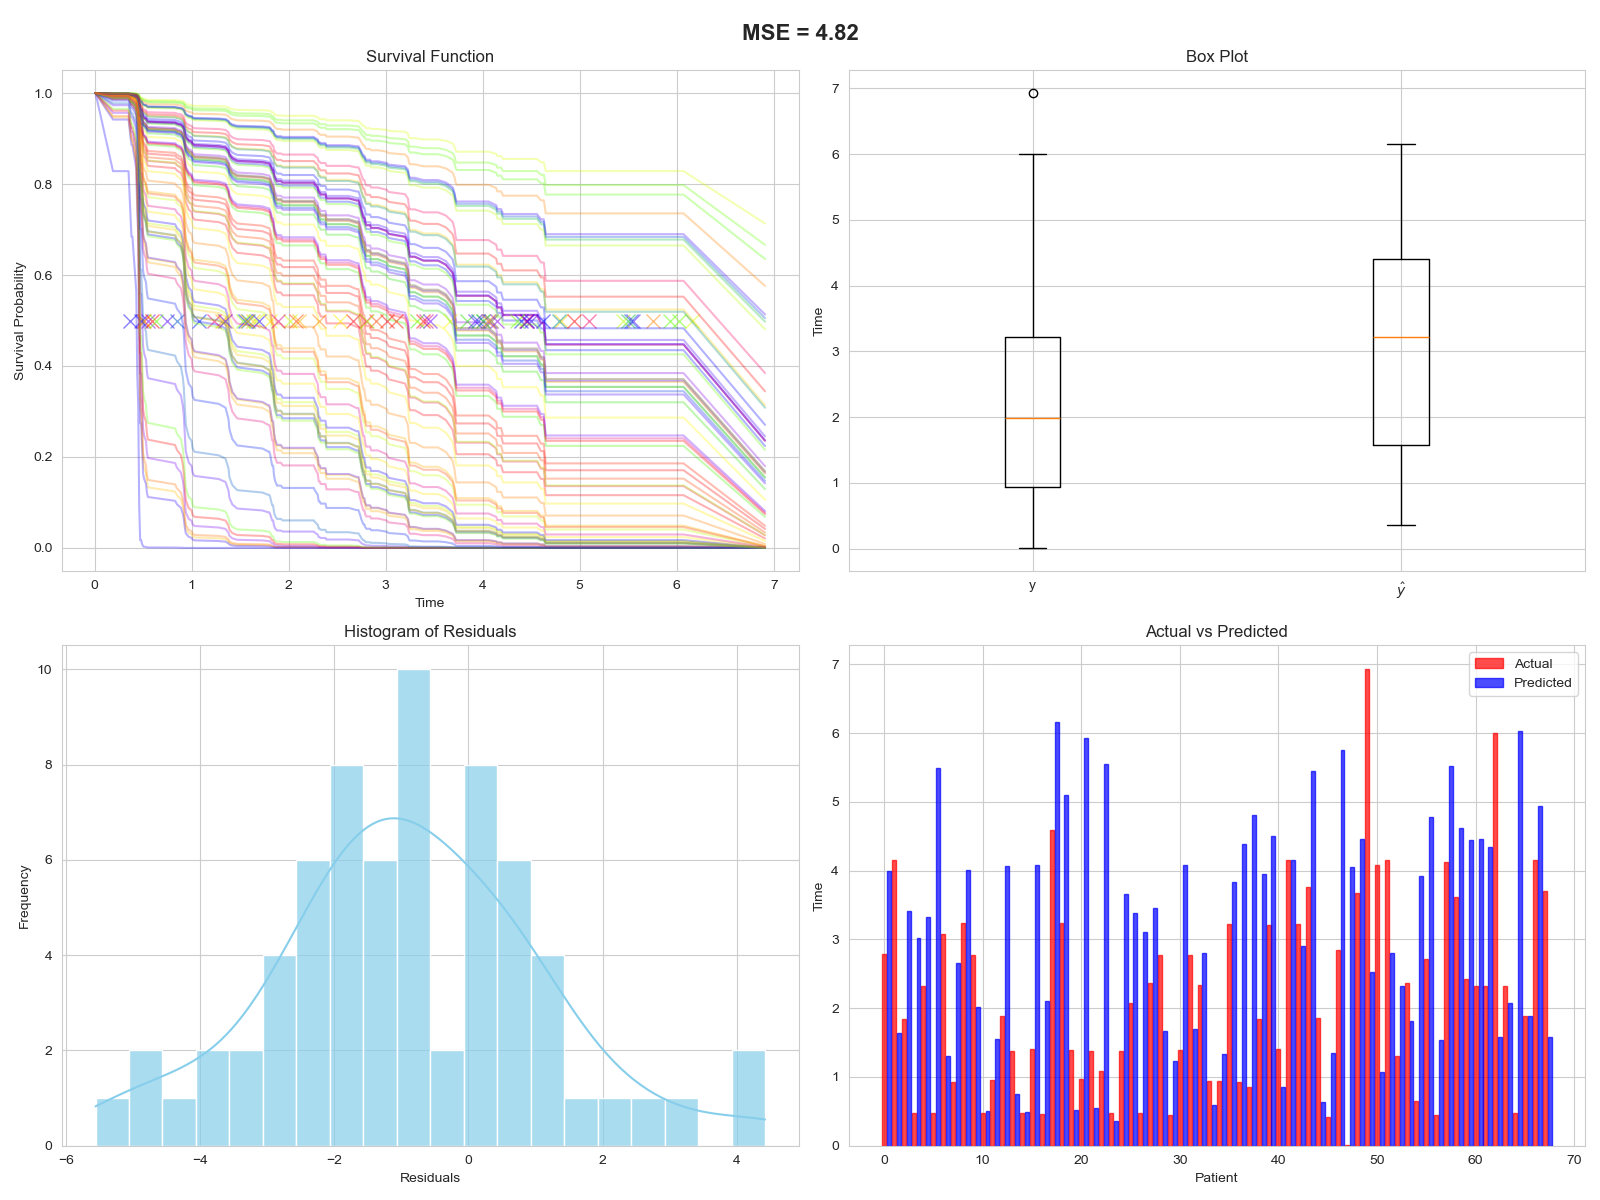 MSE = 4.82
Survival Function
Survival Probability
1.0
0.8
0.6
0.4
0.2
0.0
0 1 2 3 4 5 6 7
Time
Box Plot
Time
7
6
5
4
3
2
1
0
y ŷ
Histogram of Residuals
Frequency
10
8
6
4
2
0
−6 −4 −2 0 2 4
Residuals
Actual vs Predicted
Time
7
6
5
4
3
2
1
0
Actual
Predicted
0 10 20 30 40 50 60 70
Patient